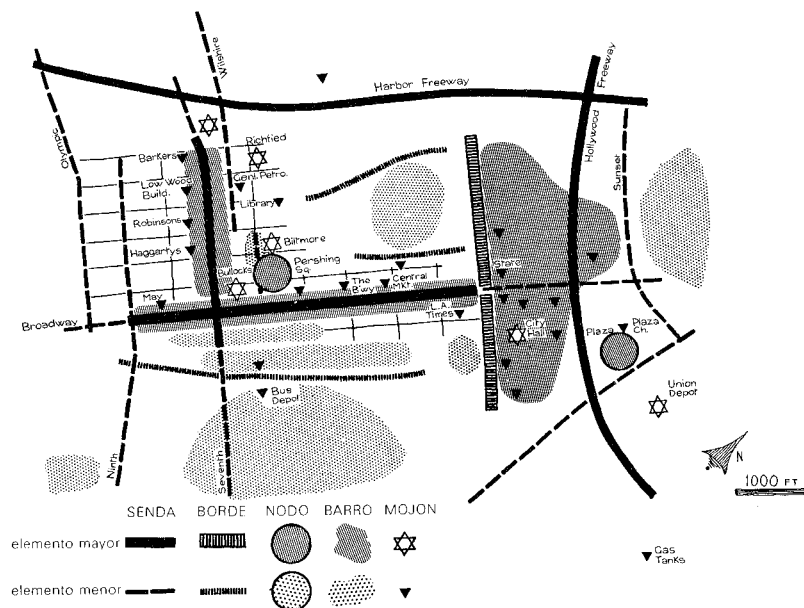 Wilshire
Harbor Freeway
Freeway
Hollywood
Olympic
Richfied
Barkers
Genl. Petro.
Low Wood
Build.
Library
Sunset
Robinsons
Biltmore
Haggartys
Pershing
Sq.
State
Bullocks
The
B'wy
Central
Mkt.
May
Broadway
L.A.
Times
City
Hall
Plaza
Plaza
Ch.
Bus
Depot
Union
Depot
Ninth
Seventh
N
1000 FT
SENDA BORDE NODO BARRO MOJON
elemento mayor
elemento menor
Gas
Tanks